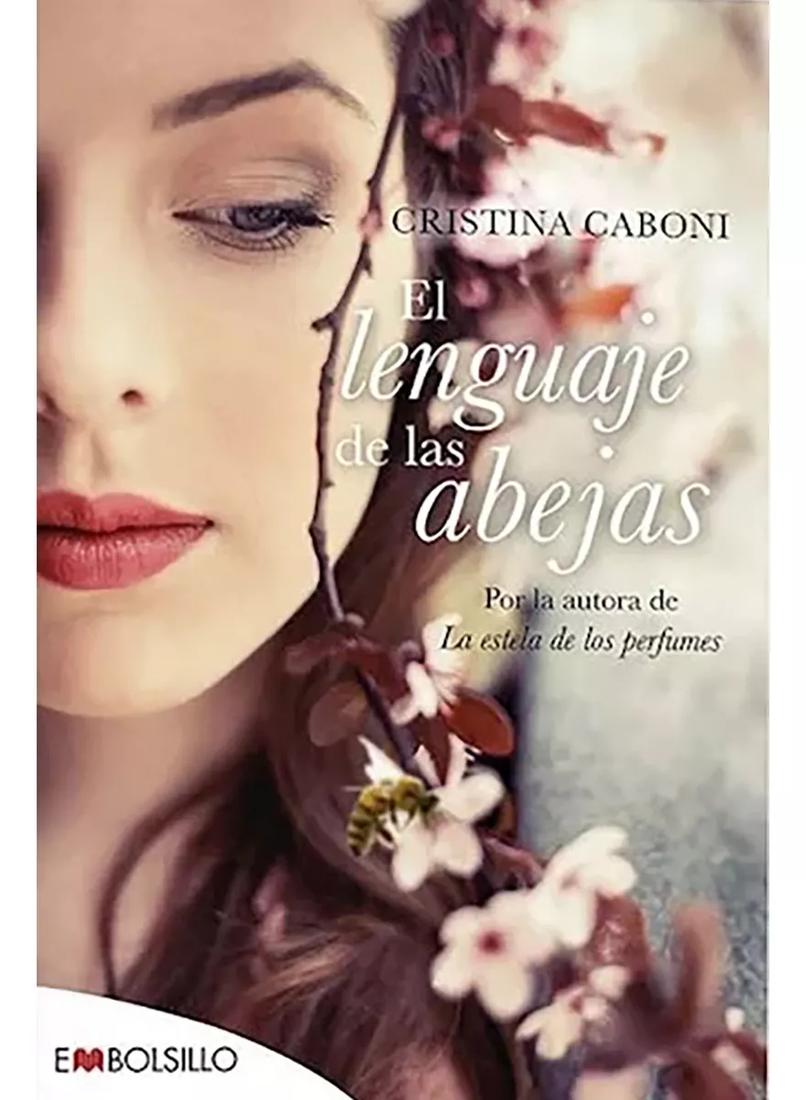 CRISTINA CABONI
El
lenguaje
de las
abejas
Por la autora de
La estela de los perfumes
EMBOLSILLO